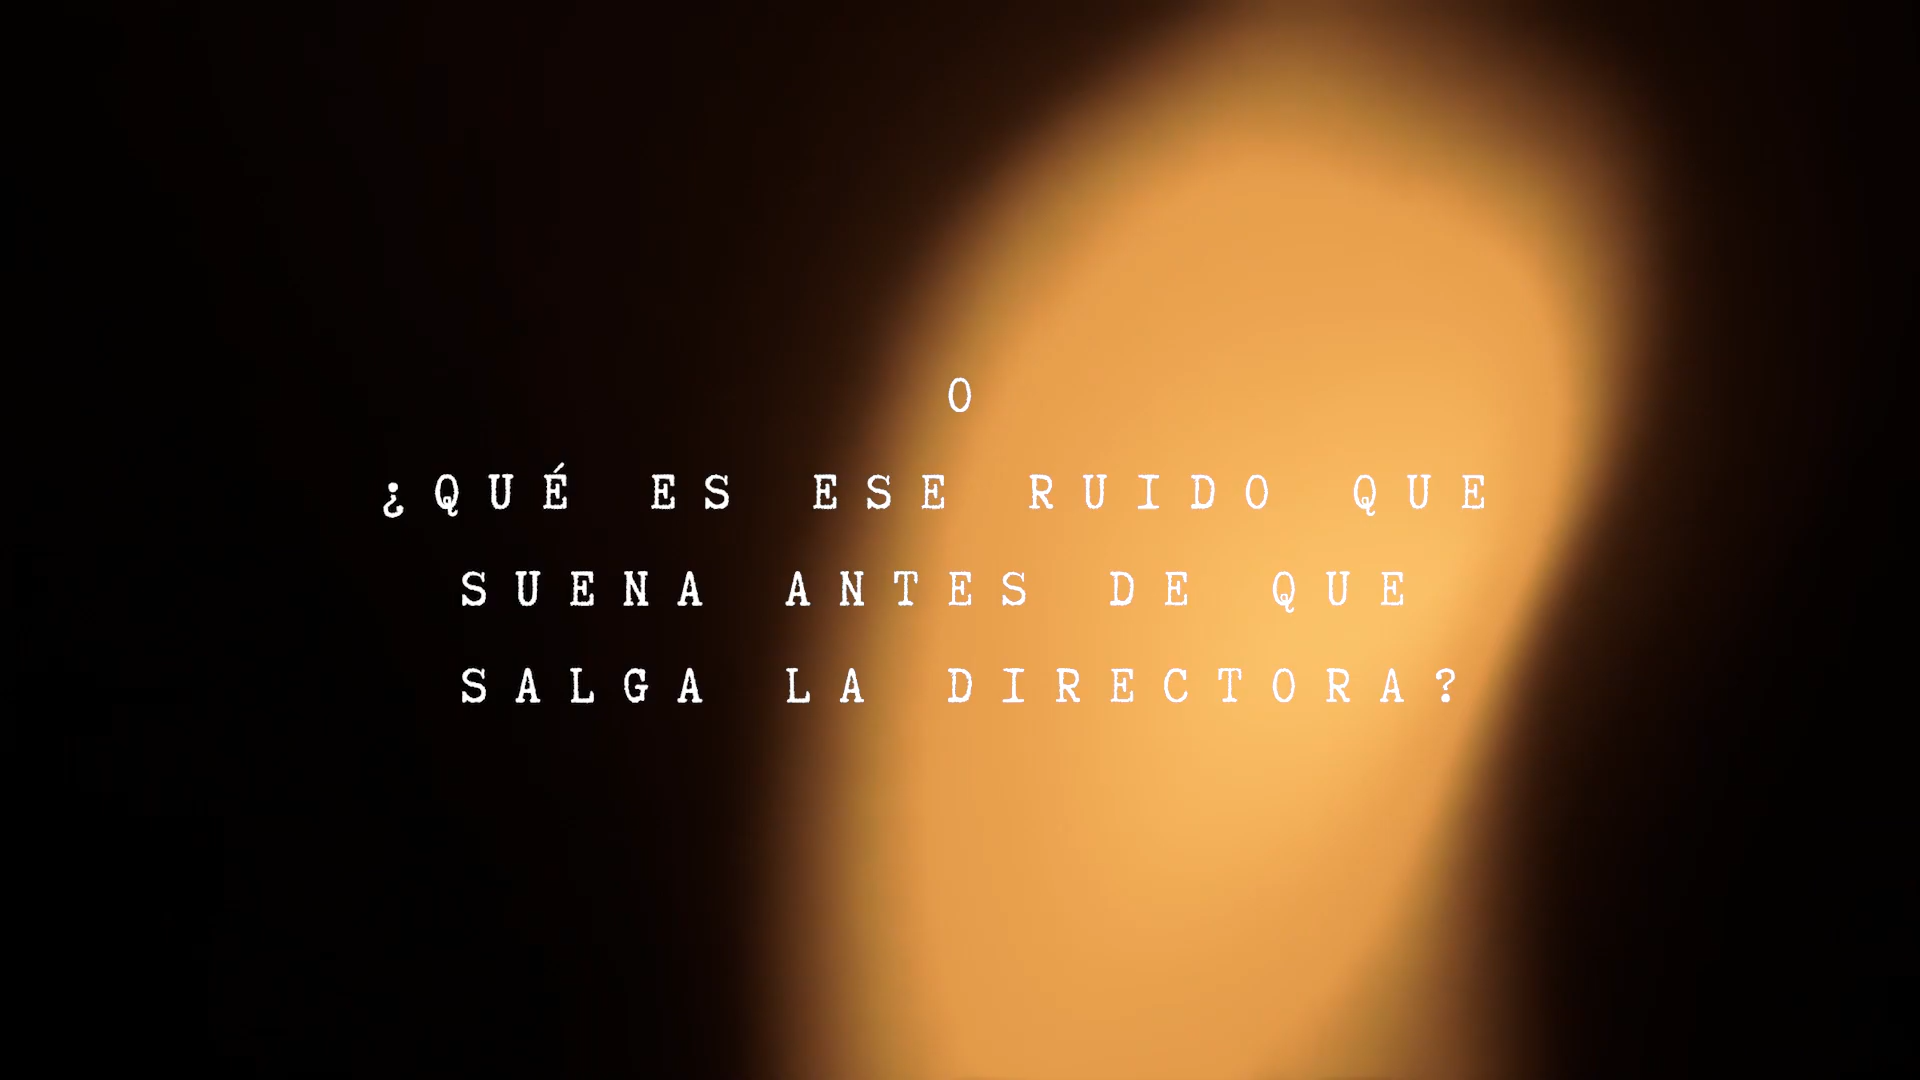 O
¿QUÉ ES ESE RUIDO QUE
SUENA ANTES DE QUE
SALGA LA DIRECTORA?